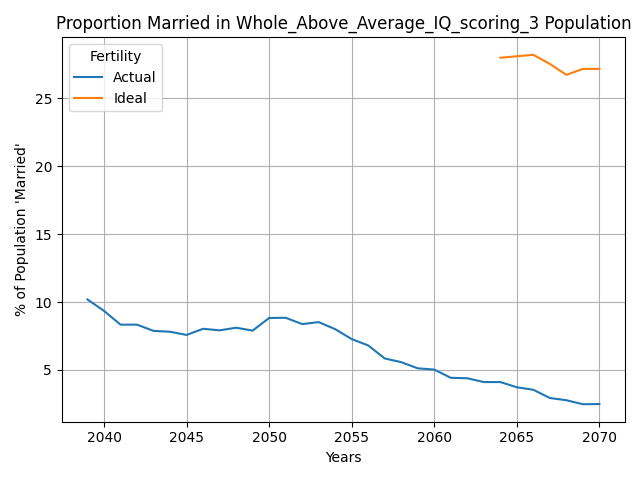 Proportion Married in Whole_Above_Average_IQ_scoring_3 Population
Fertility
Actual
Ideal
% of Population 'Married'
25
20
15
10
5
2040 2045 2050 2055 2060 2065 2070
Years